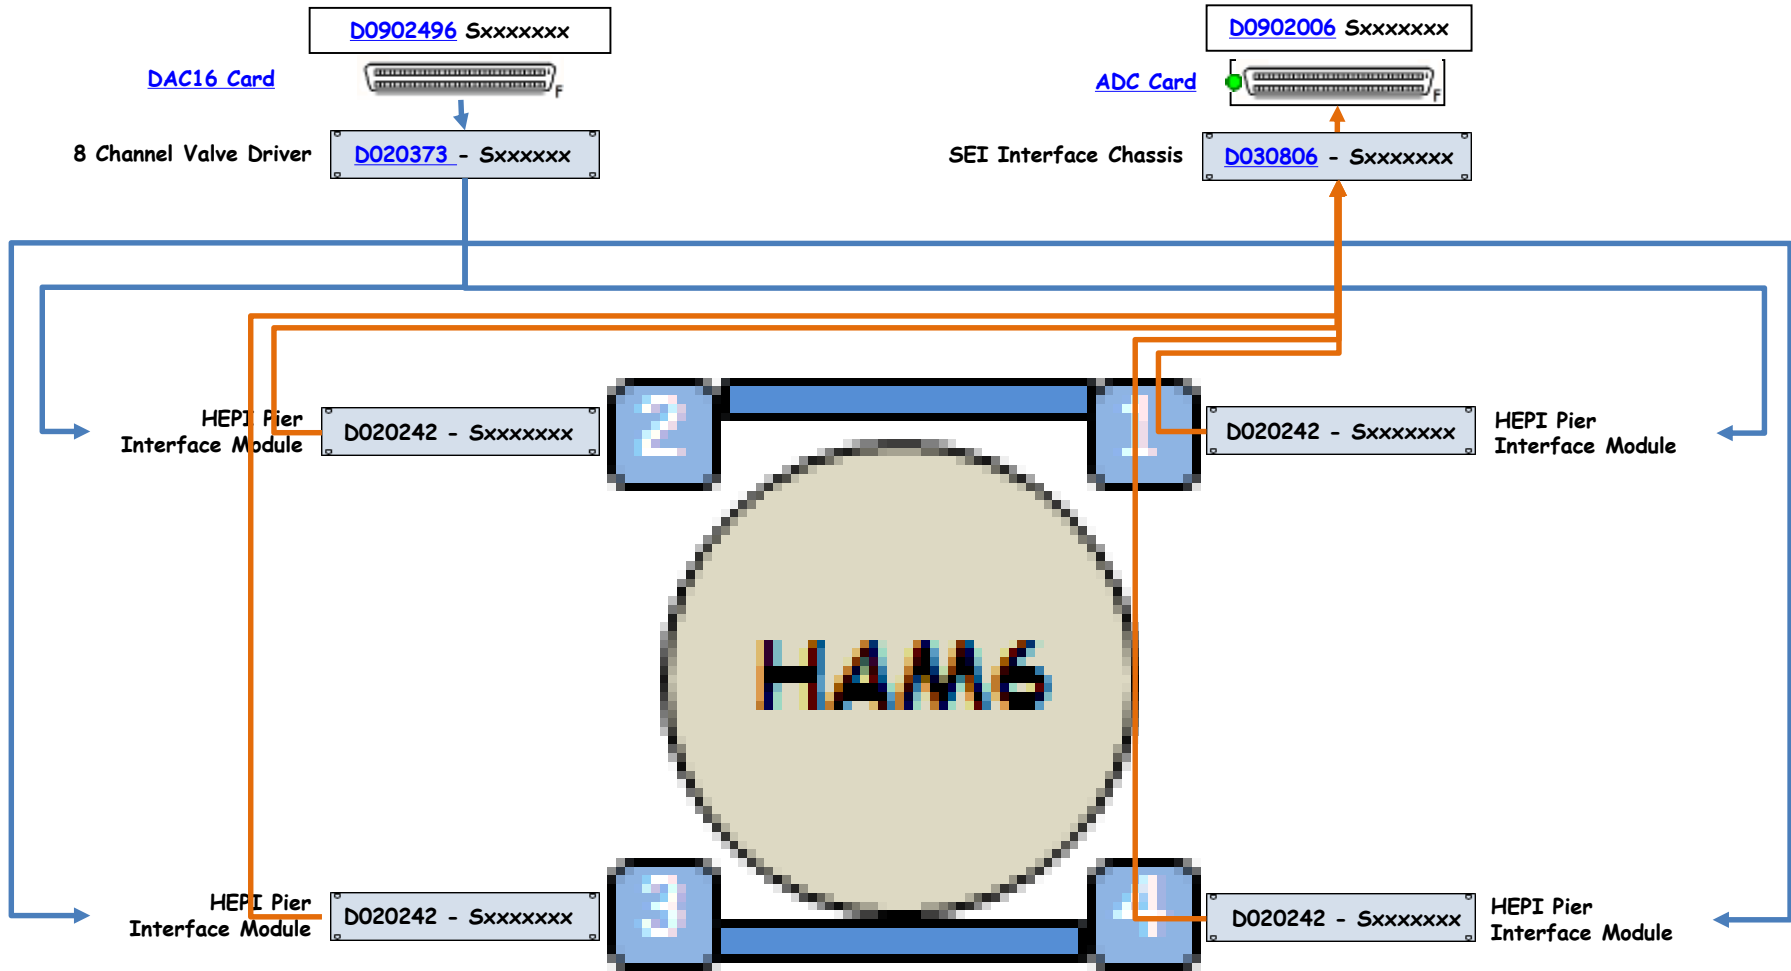 D0902496 Sxxxxxxx
D0902006 Sxxxxxxx
DAC16 Card
F
ADC Card
F
8 Channel Valve Driver
D020373 - Sxxxxxx
SEI Interface Chassis
D030806 - Sxxxxxxx
HEPI Pier
Interface Module
D020242 - Sxxxxxxx
2
1
D020242 - Sxxxxxxx
HEPI Pier
Interface Module
HAM6
HEPI Pier
Interface Module
D020242 - Sxxxxxxx
3
4
D020242 - Sxxxxxxx
HEPI Pier
Interface Module